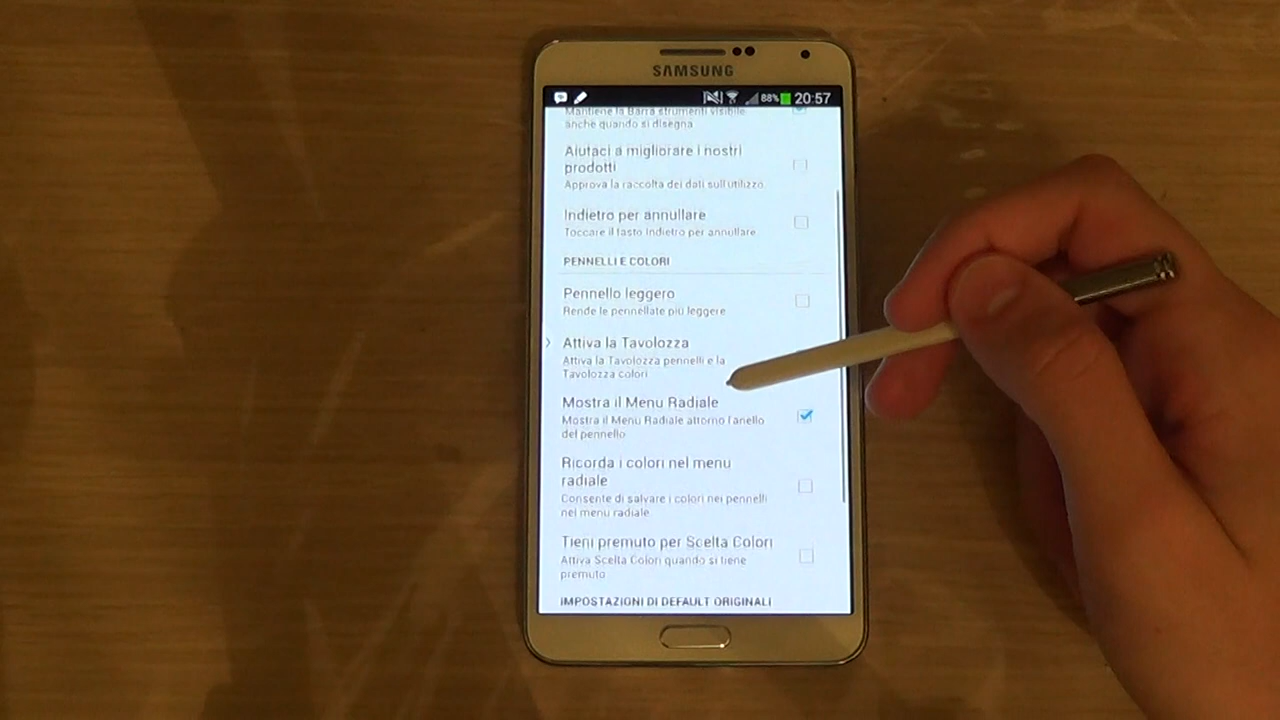 SAMSUNG
88% 20:57
Mantiene la Barra strumenti visibile
anche quando si disegna
Aiutaci a migliorare i nostri
prodotti
Approva la raccolta dei dati sull'utilizzo.
Indietro per annullare
Toccare il tasto Indietro per annullare
PENNELLI E COLORI
Pennello leggero
Rende le pennellate più leggere
Attiva la Tavolozza
Attiva la Tavolozza pennelli e la
Tavolozza colori
Mostra il Menu Radiale
Mostra il Menu Radiale attorno l'anello
del pennello
Ricorda i colori nel menu
radiale
Consente di salvare i colori nei pennelli
nel menu radiale.
Tieni premuto per Scelta Colori
Attiva Scelta Colori quando si tiene
premuto
IMPOSTAZIONI DI DEFAULT ORIGINALI